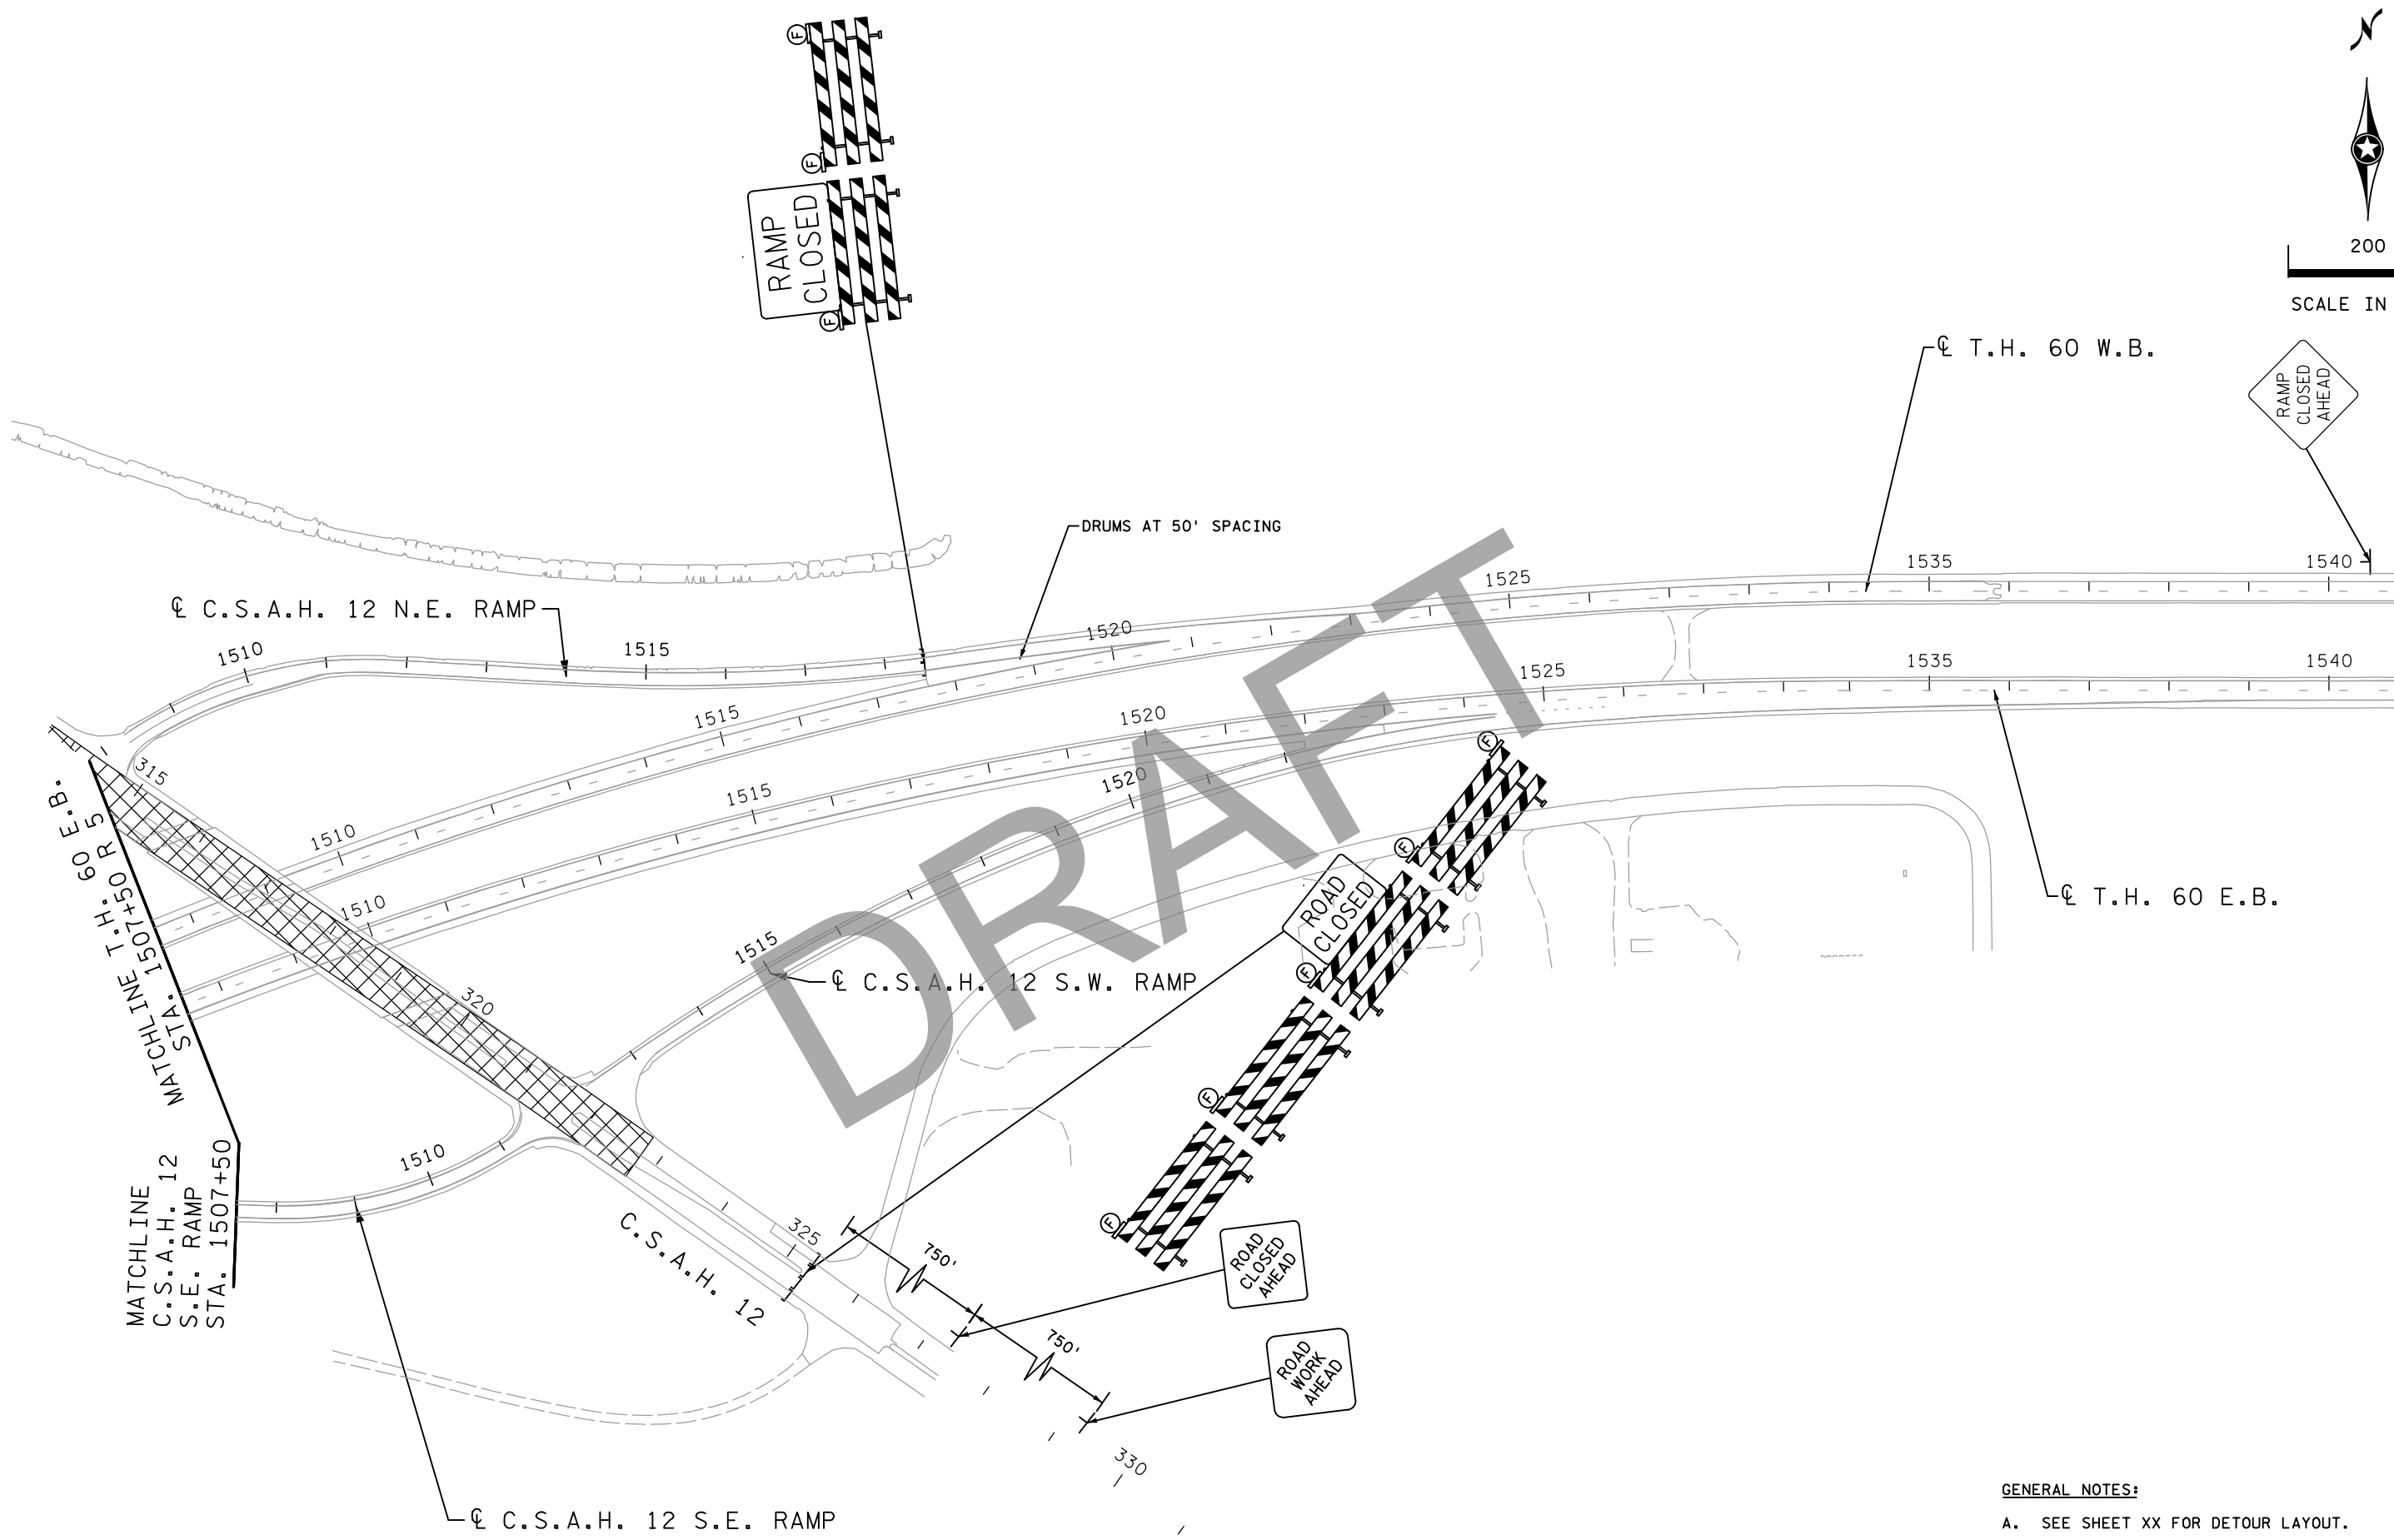 N
200
SCALE IN
F
F
RAMP
CLOSED
F
℄ T.H. 60 W.B.
RAMP
CLOSED
AHEAD
DRUMS AT 50' SPACING
1535
1540
1525
℄ C.S.A.H. 12 N.E. RAMP
1520
1510
1515
1535
1540
1525
1515
1520
DRAFT
F
315
1515
1520
1510
F
℄ T.H. 60 E.B.
MATCHLINE T.H. 60 E.B.
STA. 1507+50 R 5
1510
ROAD
CLOSED
1515
F
℄ C.S.A.H. 12 S.W. RAMP
320
F
1510
MATCHLINE
C.S.A.H. 12
S.E. RAMP
STA. 1507+50
F
C.S.A.H. 12
325
750'
ROAD
CLOSED
AHEAD
750'
ROAD
WORK
AHEAD
330
℄ C.S.A.H. 12 S.E. RAMP
GENERAL NOTES:
A. SEE SHEET XX FOR DETOUR LAYOUT.